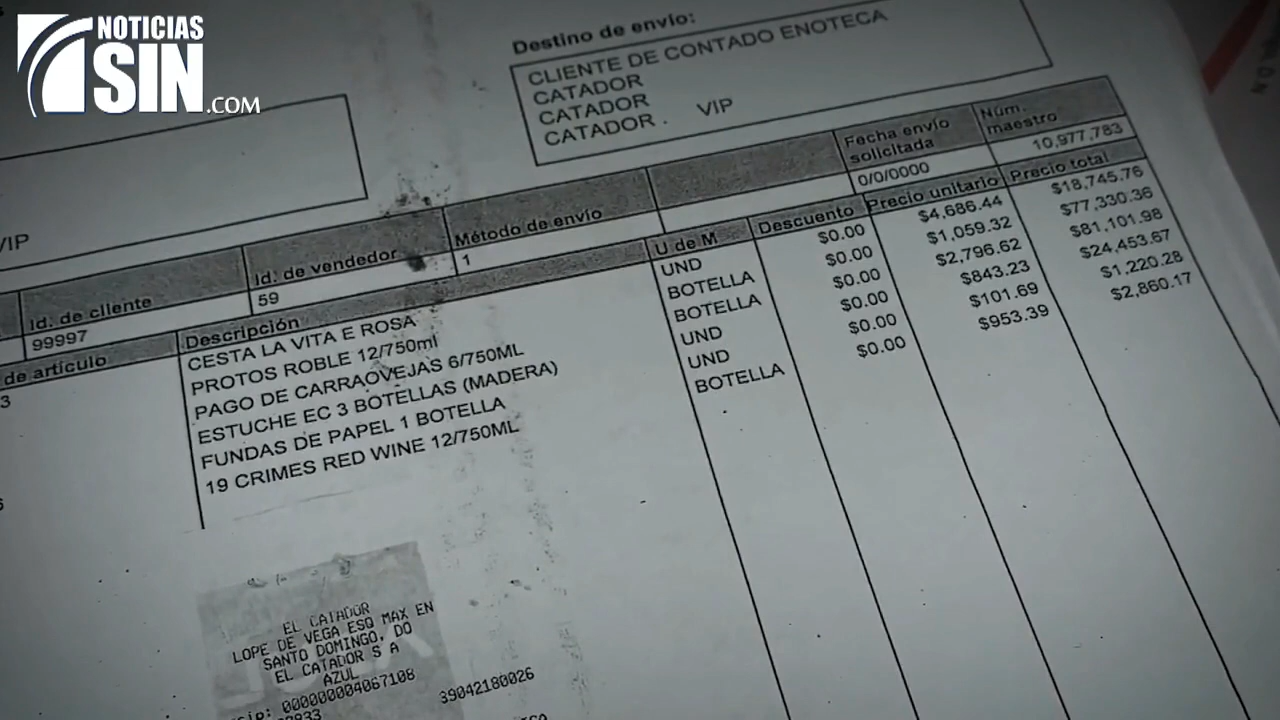 NOTICIAS
SIN.COM
Destino de envío:
CLIENTE DE CONTADO ENOTECA
CATADOR
CATADOR
CATADOR . VIP
VIP
Fecha envío solicitada Núm. maestro
0/0/0000 10,977,783
Id. de cliente Id. de vendedor Método de envío
99997 59 1
de artículo Descripción U de M Descuento Precio unitario Precio total
3 CESTA LA VITA E ROSA UND $0.00 $4,686.44 $18,745.76
PROTOS ROBLE 12/750ml BOTELLA $0.00 $1,059.32 $77,330.36
PAGO DE CARRAOVEJAS 6/750ML BOTELLA $0.00 $2,796.62 $81,101.98
ESTUCHE EC 3 BOTELLAS (MADERA) UND $0.00 $843.23 $24,453.67
FUNDAS DE PAPEL 1 BOTELLA UND $0.00 $101.69 $1,220.28
19 CRIMES RED WINE 12/750ML BOTELLA $0.00 $953.39 $2,860.17
EL CATADOR
LOPE DE VEGA ESQ MAX EN
SANTO DOMINGO, DO
EL CATADOR S A
AZUL
000000004067108 39042180026